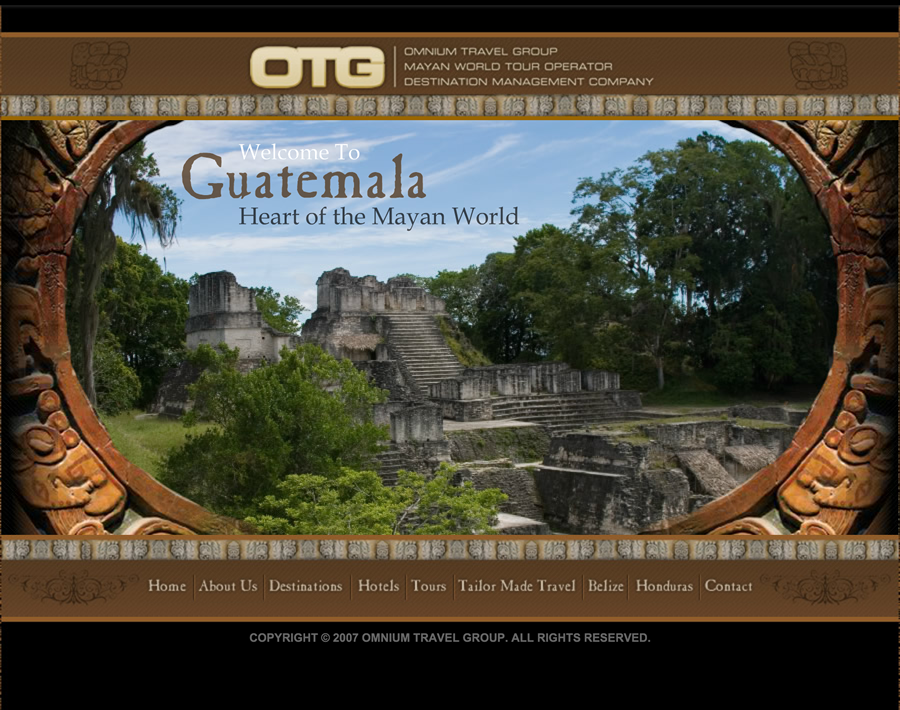 OTG
OMNIUM TRAVEL GROUP
MAYAN WORLD TOUR OPERATOR
DESTINATION MANAGEMENT COMPANY
Welcome To
Guatemala
Heart of the Mayan World
Home About Us Destinations Hotels Tours Tailor Made Travel Belize Honduras Contact
COPYRIGHT © 2007 OMNIUM TRAVEL GROUP. ALL RIGHTS RESERVED.